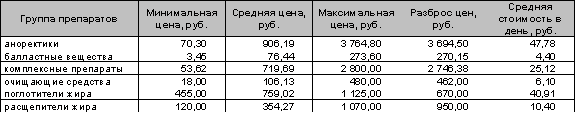 Группа препаратов Минимальная цена, руб. Средняя цена, руб. Максимальная цена, руб. Разброс цен, руб. Средняя стоимость в день, руб.
аноректики 70,30 906,19 3 764,80 3 694,50 47,78
балластные вещества 3,45 76,44 273,60 270,15 4,40
комплексные препараты 53,62 719,69 2 800,00 2 746,38 25,12
очищающие средства 18,00 106,13 480,00 462,00 6,10
поглотители жира 455,00 759,02 1 125,00 670,00 40,91
расщепители жира 120,00 354,27 1 070,00 950,00 10,40